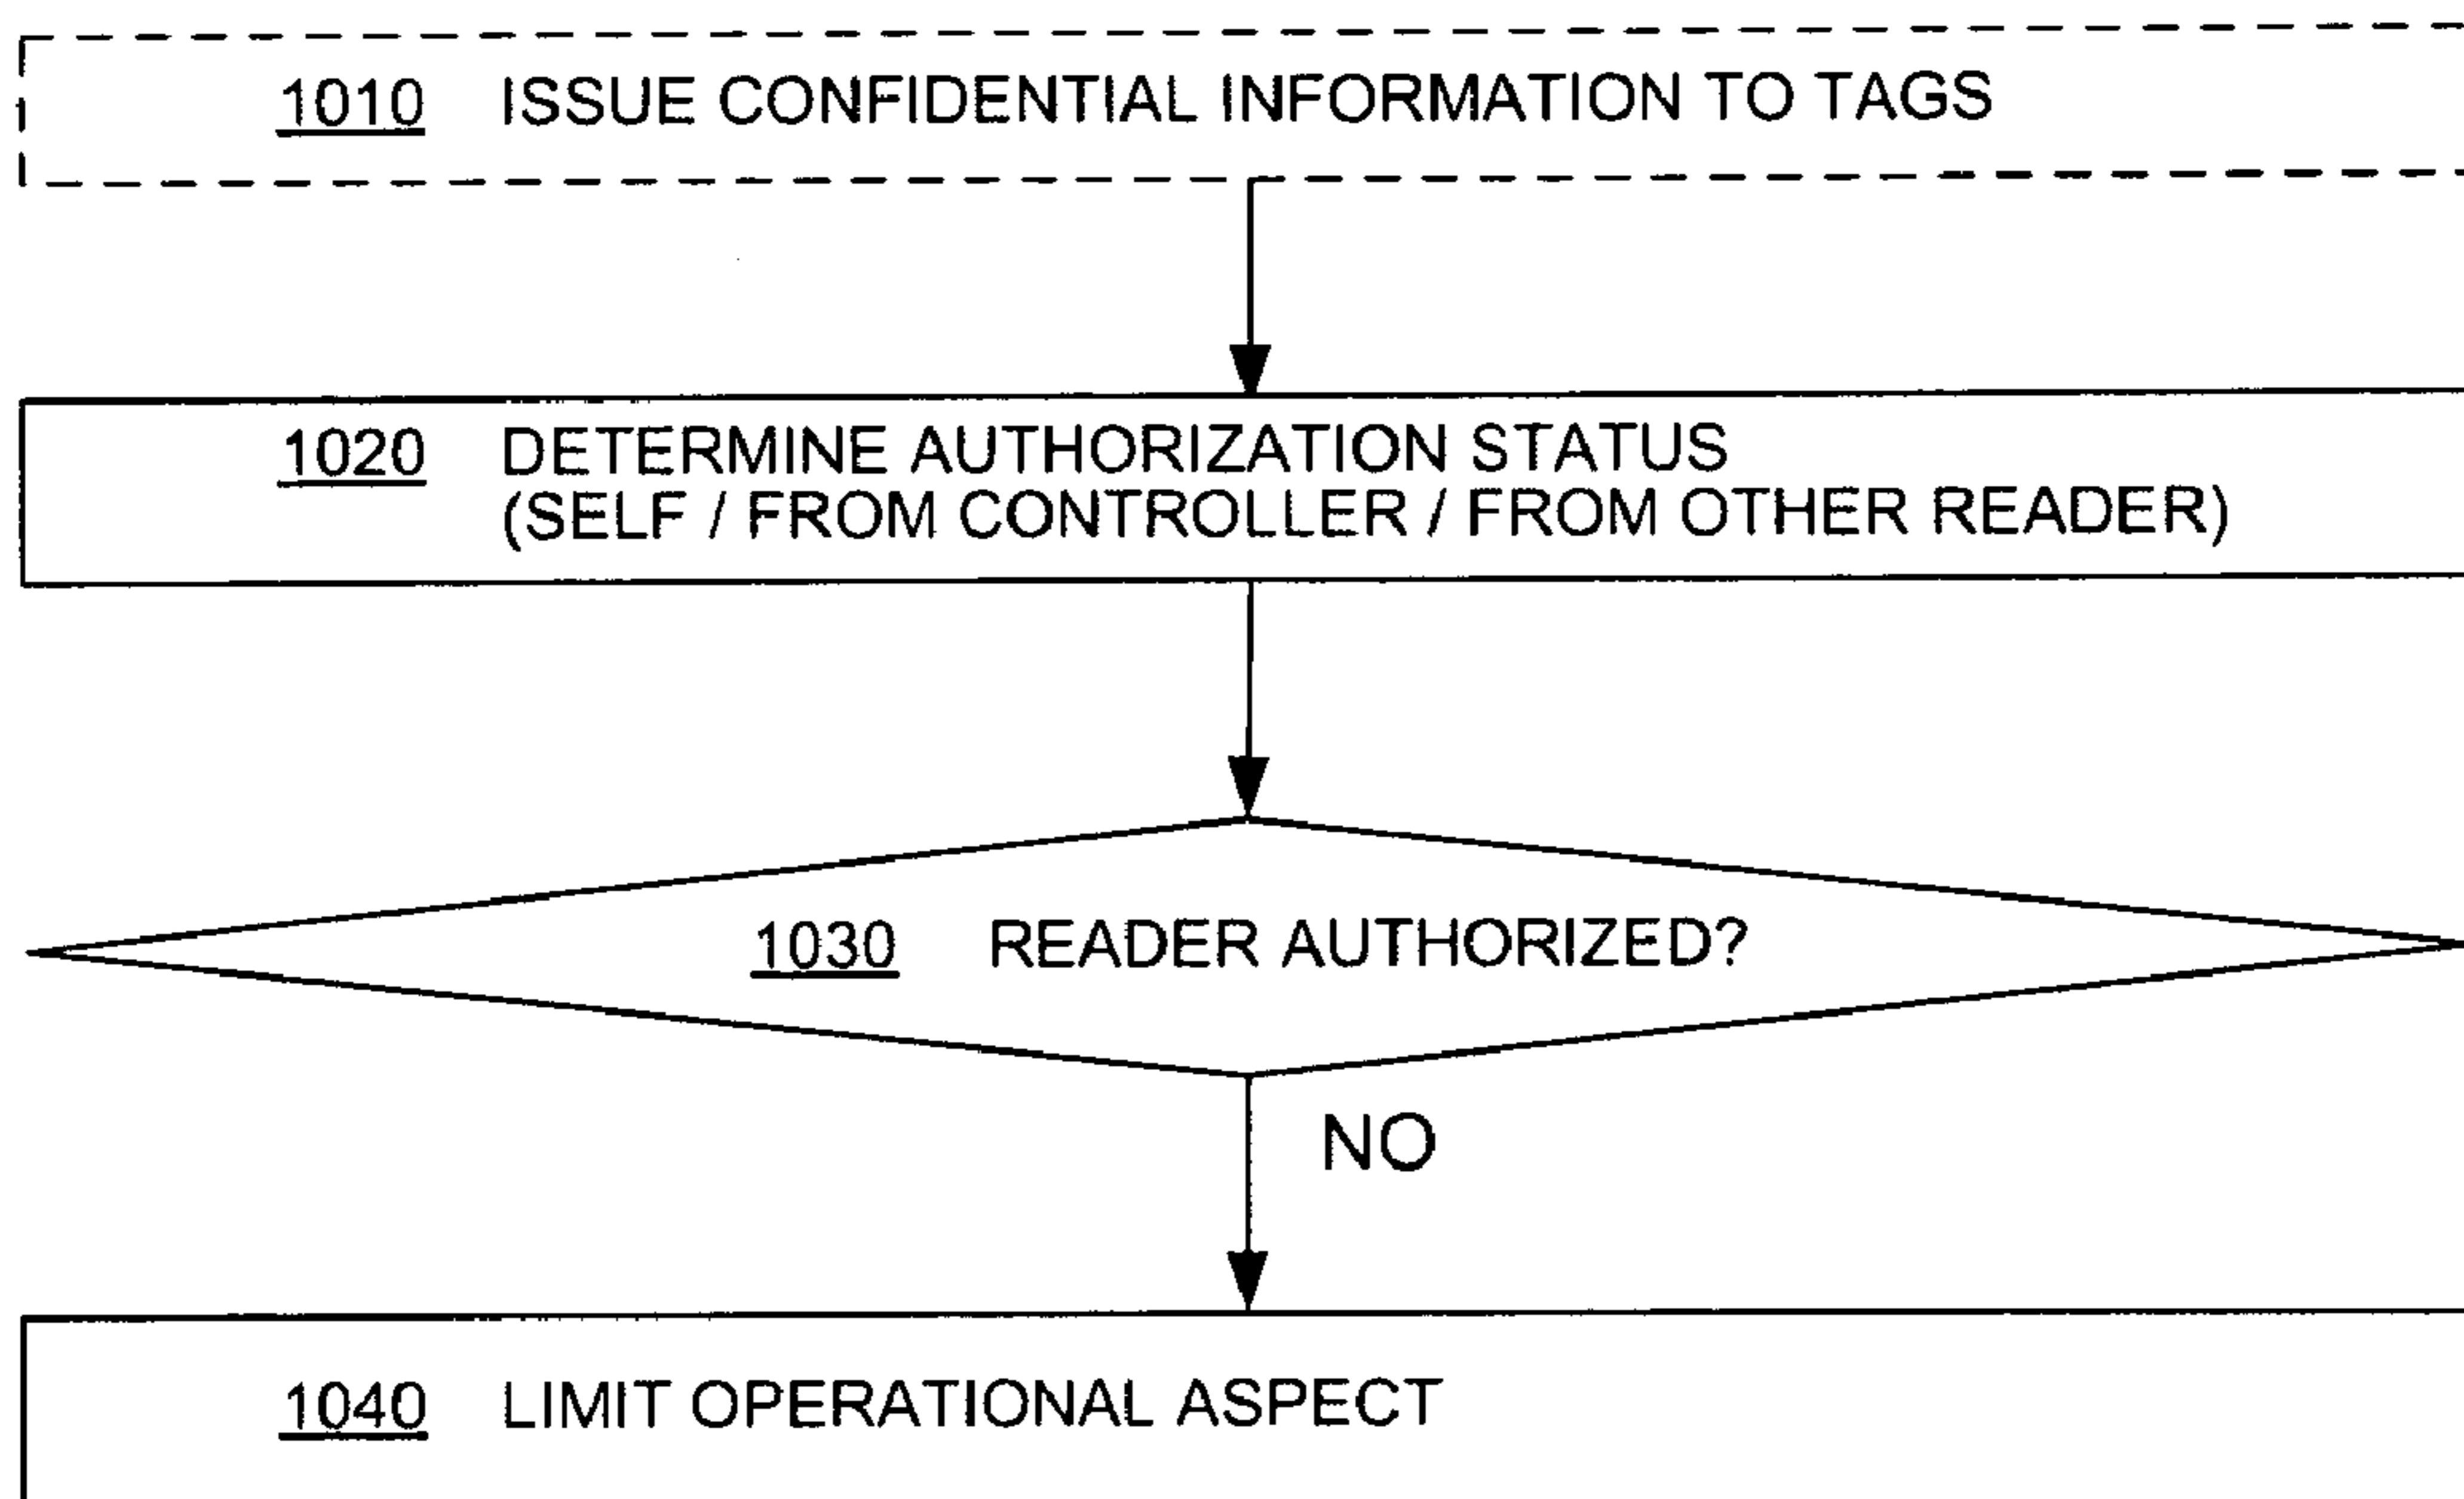 1010 ISSUE CONFIDENTIAL INFORMATION TO TAGS
1020 DETERMINE AUTHORIZATION STATUS
(SELF / FROM CONTROLLER / FROM OTHER READER)
1030 READER AUTHORIZED?
NO
1040 LIMIT OPERATIONAL ASPECT